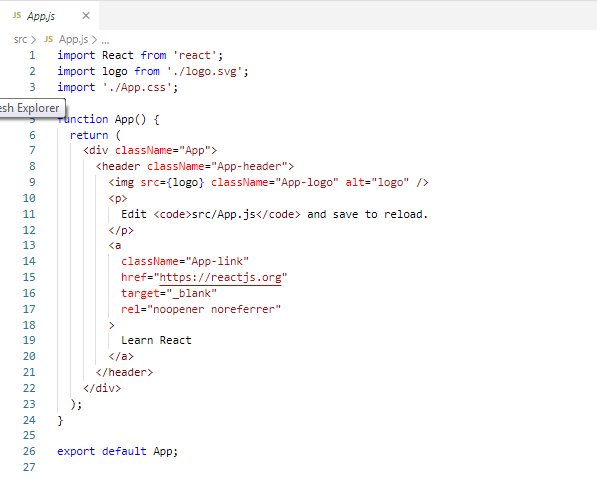 JS App.js ×
src > JS App.js > ...
1 import React from 'react';
2 import logo from './logo.svg';
3 import './App.css';
esh Explorer
5 function App() {
6 return (
7 <div className="App">
8 <header className="App-header">
9 <img src={logo} className="App-logo" alt="logo" />
10 <p>
11 Edit <code>src/App.js</code> and save to reload.
12 </p>
13 <a
14 className="App-link"
15 href="https://reactjs.org"
16 target="_blank"
17 rel="noopener noreferrer"
18 >
19 Learn React
20 </a>
21 </header>
22 </div>
23 );
24 }
25
26 export default App;
27